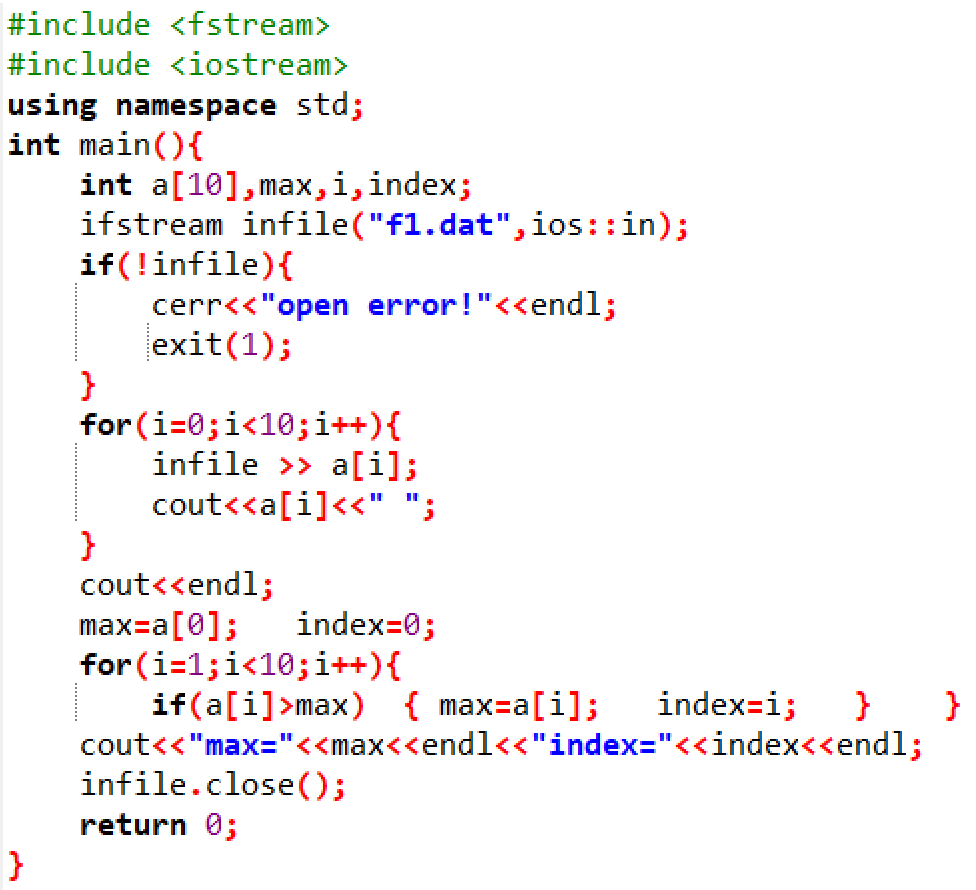 #include <fstream>
#include <iostream>
using namespace std;
int main(){
    int a[10],max,i,index;
    ifstream infile("f1.dat",ios::in);
    if(!infile){
        cerr<<"open error!"<<endl;
        exit(1);
    }
    for(i=0;i<10;i++){
        infile >> a[i];
        cout<<a[i]<<" ";
    }
    cout<<endl;
    max=a[0];   index=0;
    for(i=1;i<10;i++){
        if(a[i]>max)  { max=a[i];   index=i;   }    }
    cout<<"max="<<max<<endl<<"index="<<index<<endl;
    infile.close();
    return 0;
}